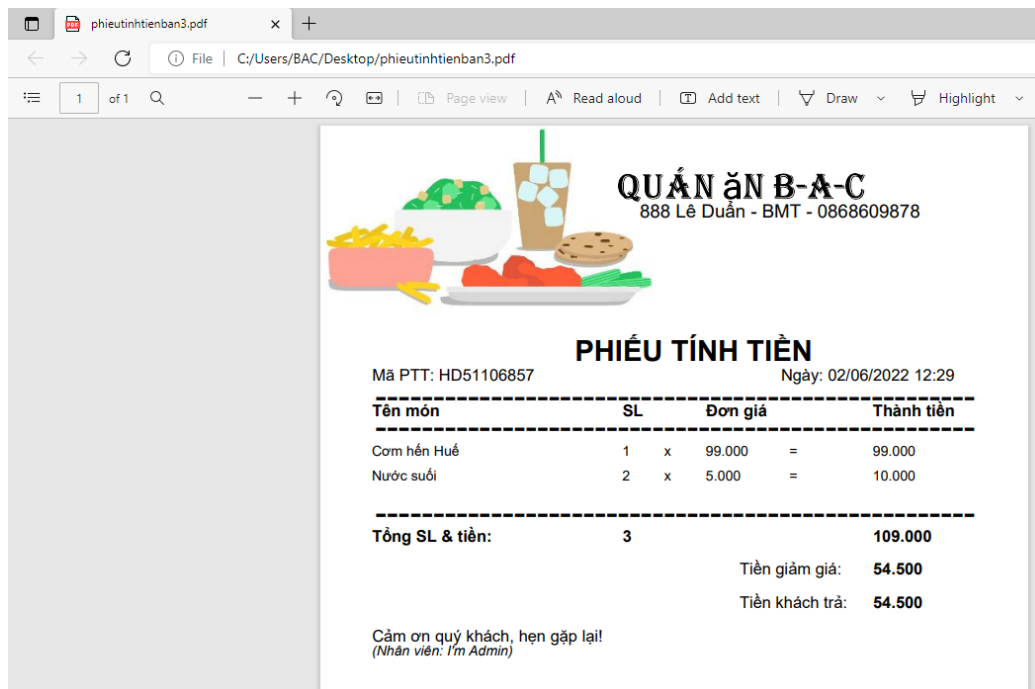 phieutinhtienban3.pdf
File | C:/Users/BAC/Desktop/phieutinhtienban3.pdf
1 of 1 Page view Read aloud Add text Draw Highlight
QUÁN ăN B-A-C
888 Lê Duẩn - BMT - 0868609878
PHIẾU TÍNH TIỀN
Mã PTT: HD51106857 Ngày: 02/06/2022 12:29
Tên món SL Đơn giá Thành tiền
Cơm hến Huế 1 x 99.000 = 99.000
Nước suối 2 x 5.000 = 10.000
Tổng SL & tiền: 3 109.000
Tiền giảm giá: 54.500
Tiền khách trả: 54.500
Cảm ơn quý khách, hẹn gặp lại!
(Nhân viên: I'm Admin)